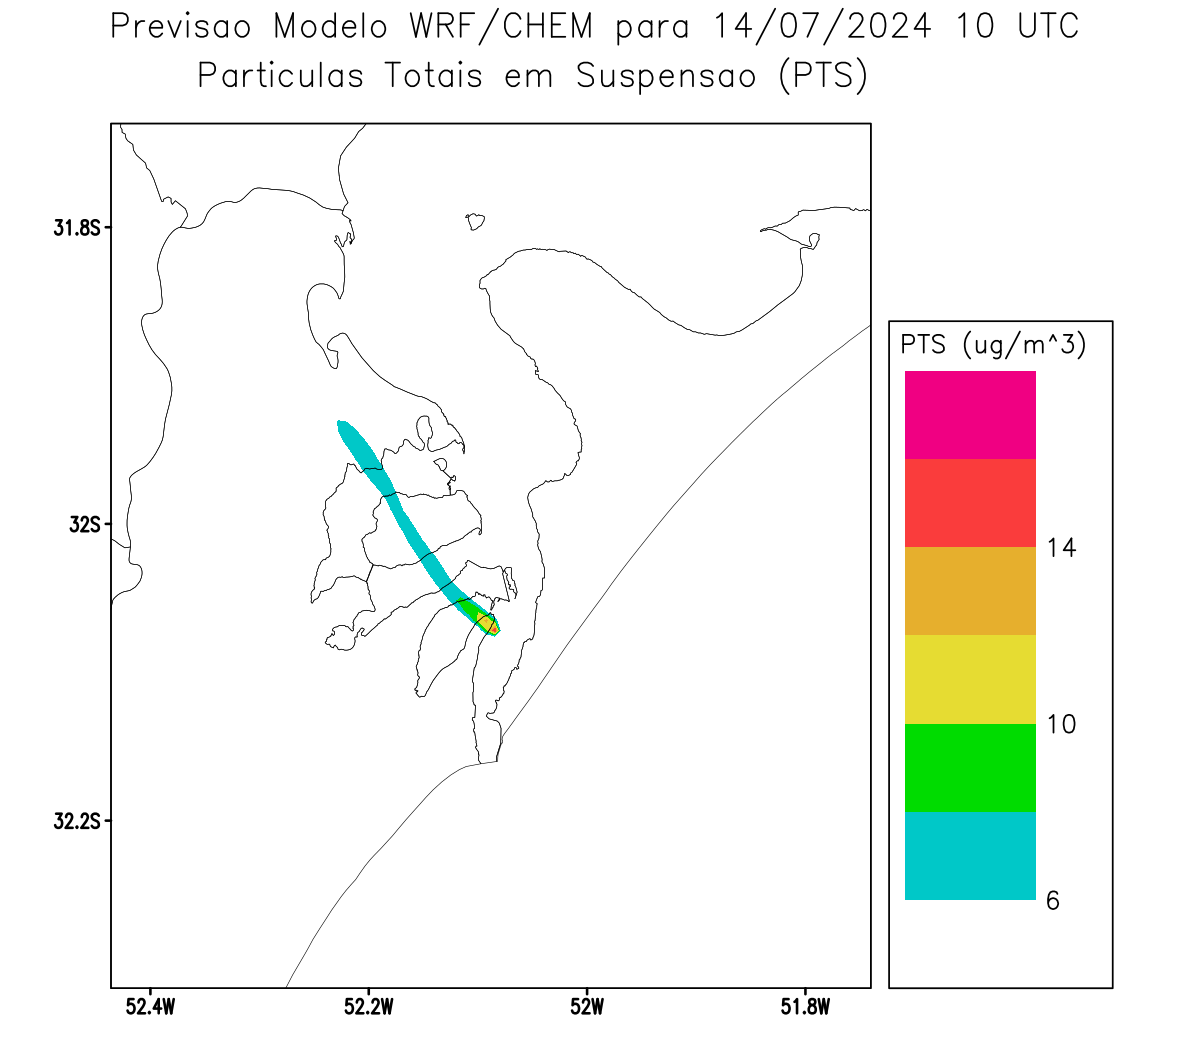 Previsao Modelo WRF/CHEM para 14/07/2024 10 UTC
Particulas Totais em Suspensao (PTS)
31.8S
32S
32.2S
52.4W
52.2W
52W
51.8W
PTS (ug/m^3)
14
10
6